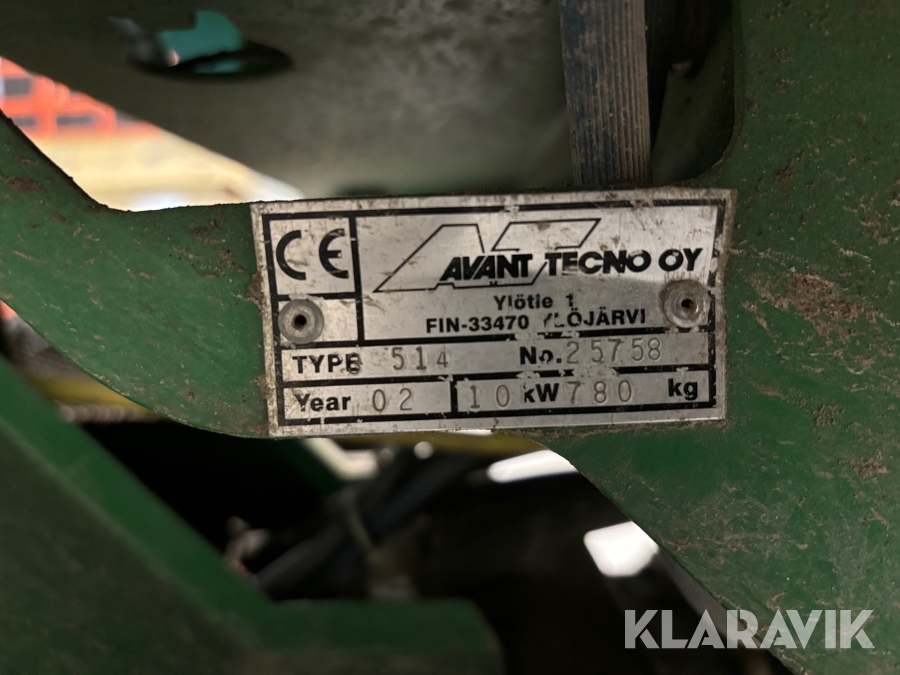 CE
AVANT TECNO OY
Ylötie 1
FIN-33470 YLÖJÄRVI
TYPE 514 No. 25758
Year 02 10 kW 780 kg
KLARAVIK